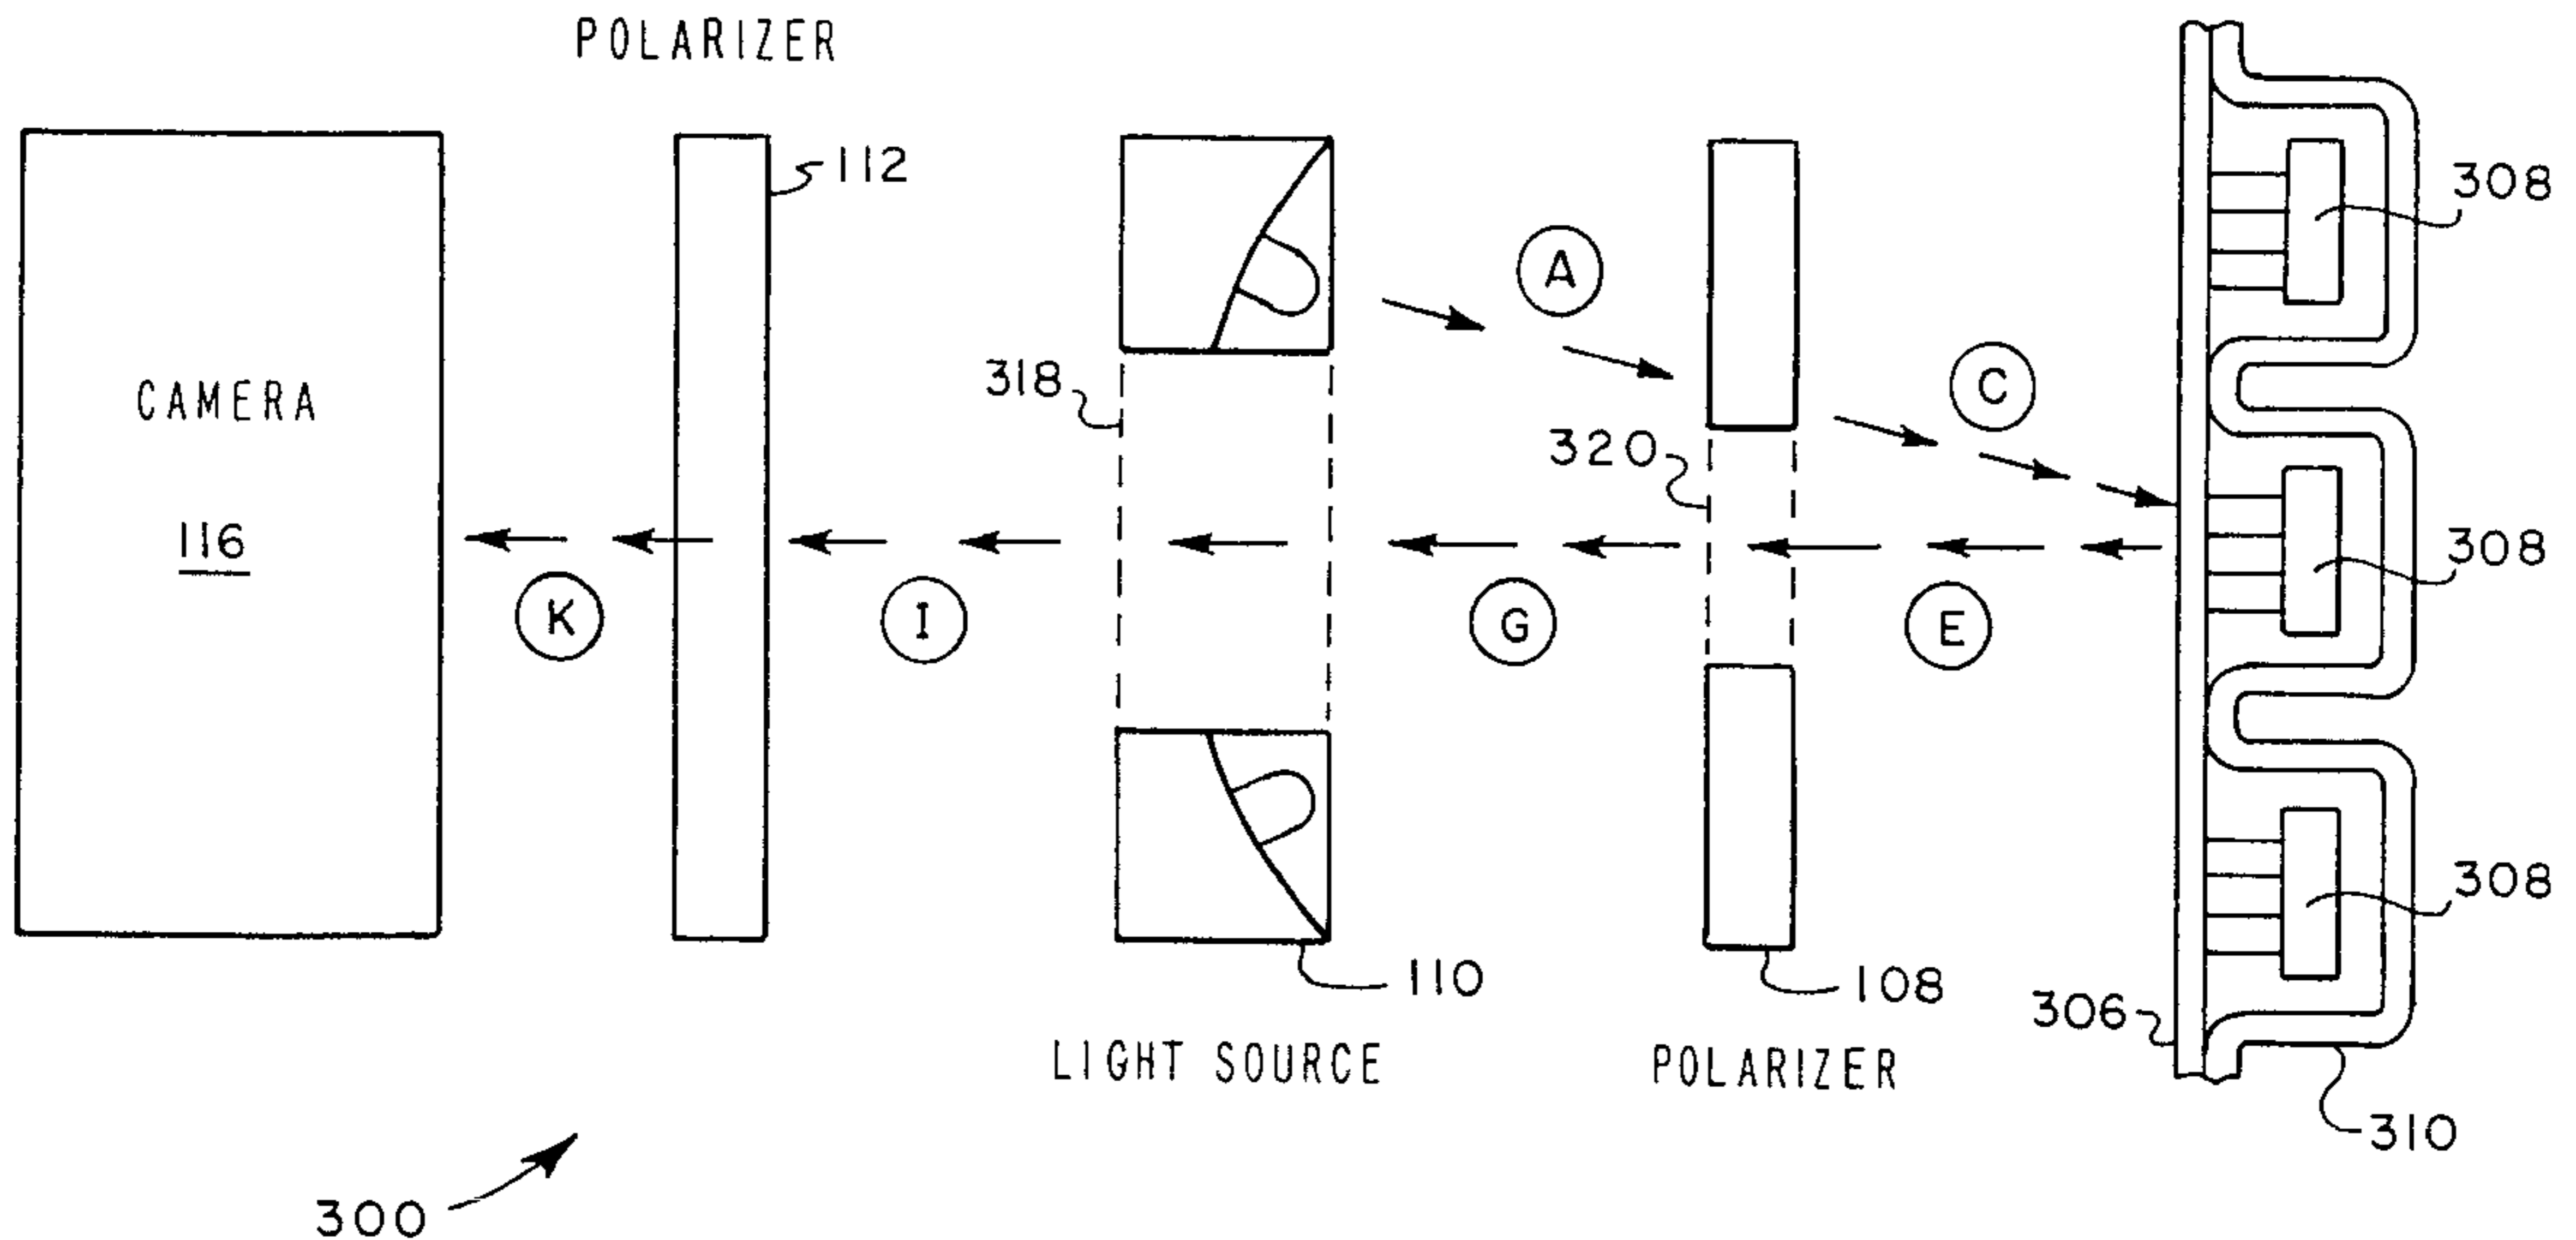 POLARIZER
112
308
A
318
C
CAMERA
320
116
308
K
I
G
E
308
110
108
306
LIGHT SOURCE
POLARIZER
310
300